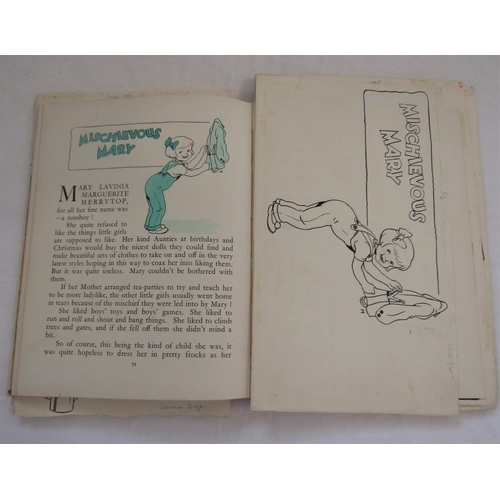 MISCHIEVOUS
MARY
MARY LAVINIA
MARGUERITE
MERRYTOP,
for all her fine name was
—a tomboy!
She quite refused to
like the things little girls
are supposed to like. Her kind Aunties at birthdays and
Christmas would buy the nicest dolls they could find and
make beautiful sets of clothes to take on and off in the very
latest styles hoping in this way to coax her into liking them.
But it was quite useless. Mary couldn't be bothered with
them.
If her Mother arranged tea-parties to try and teach her
to be more ladylike, the other little girls usually went home
in tears because of the mischief they were led into by Mary!
She liked boys' toys and boys' games. She liked to
run and roll and shout and bang things. She liked to climb
trees and gates, and if she fell off them she didn't mind a
bit.
So of course, this being the kind of child she was, it
was quite hopeless to dress her in pretty frocks as her
MISCHIEVOUS
MARY